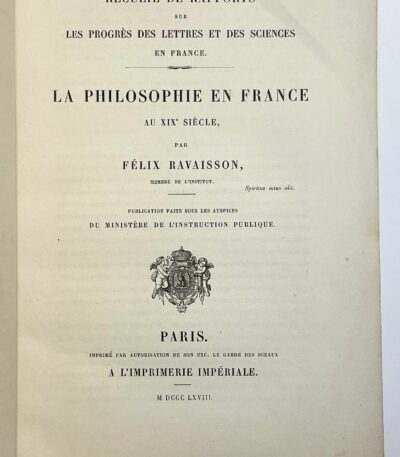 RECUEIL DE RAPPORTS
SUR
LES PROGRÈS DES LETTRES ET DES SCIENCES
EN FRANCE.
LA PHILOSOPHIE EN FRANCE
AU XIXᵉ SIÈCLE,
PAR
FÉLIX RAVAISSON,
MEMBRE DE L'INSTITUT.
Spiritus intus alit.
PUBLICATION FAITE SOUS LES AUSPICES
DU MINISTÈRE DE L'INSTRUCTION PUBLIQUE.
PARIS.
IMPRIMÉ PAR AUTORISATION DE SON EXC. LE GARDE DES SCEAUX
A L'IMPRIMERIE IMPÉRIALE.
M DCCC LXVIII.